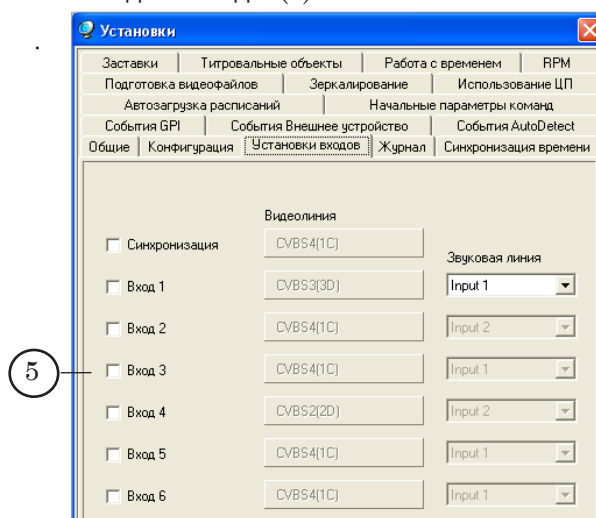 Установки
Заставки Титровальные объекты Работа с временем RPM
Подготовка видеофайлов Зеркалирование Использование ЦП
Автозагрузка расписаний Начальные параметры команд
События GPI События Внешнее устройство События AutoDetect
Общие Конфигурация Установки входов Журнал Синхронизация времени
Видеолиния
Синхронизация CVBS4(1C)
Звуковая линия
Вход 1 CVBS3(3D) Input 1
Вход 2 CVBS4(1C) Input 2
5 Вход 3 CVBS4(1C) Input 1
Вход 4 CVBS2(2D) Input 2
Вход 5 CVBS4(1C) Input 1
Вход 6 CVBS4(1C) Input 1